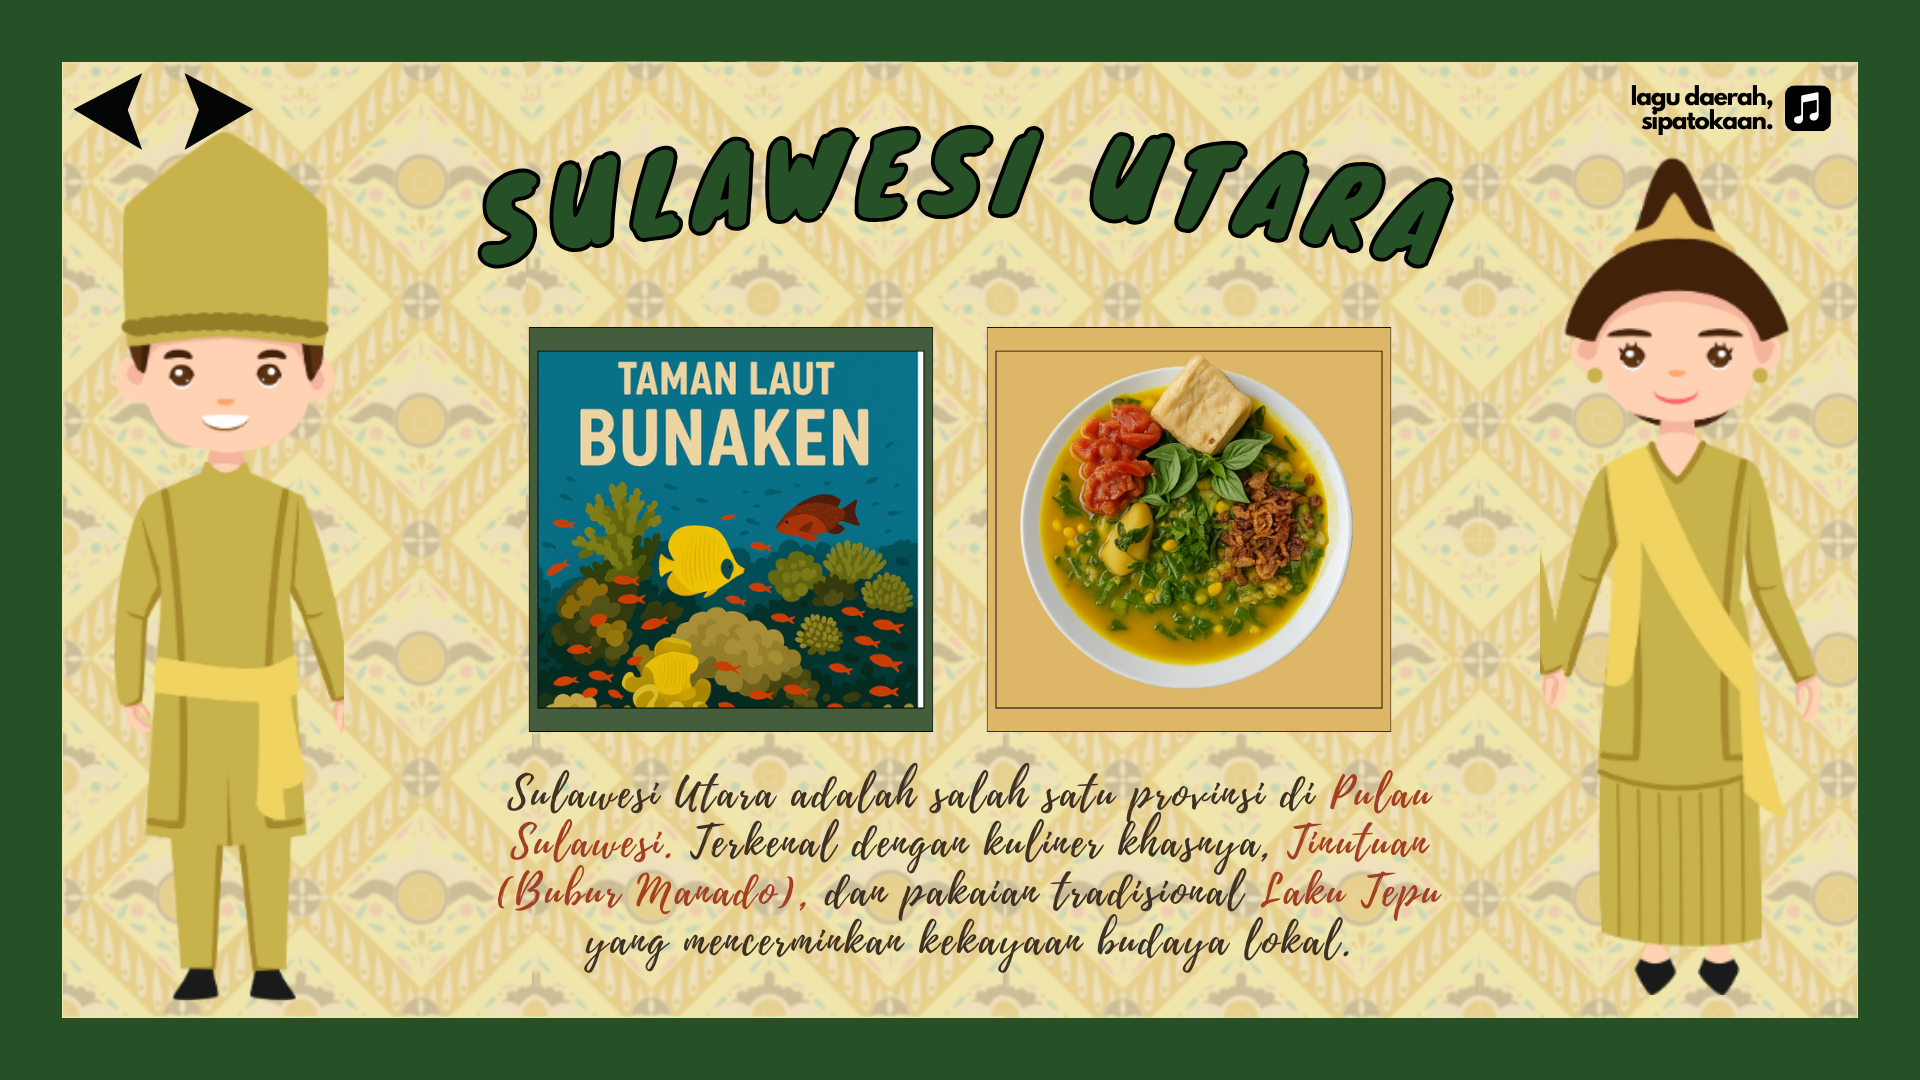 lagu daerah,
sipatokaan.
SULAWESI UTARA
TAMAN LAUT
BUNAKEN
Sulawesi Utara adalah salah satu provinsi di Pulau
Sulawesi. Terkenal dengan kuliner khasnya, Tinutuan
(Bubur Manado), dan pakaian tradisional Laku Tepu
yang mencerminkan kekayaan budaya lokal.